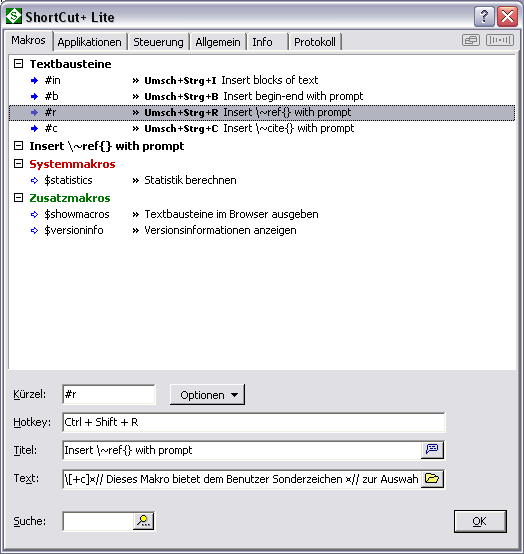 ShortCut+ Lite
Makros Applikationen Steuerung Allgemein Info Protokoll
Textbausteine
#in » Umsch+Strg+I Insert blocks of text
#b » Umsch+Strg+B Insert begin-end with prompt
#r » Umsch+Strg+R Insert \~ref{} with prompt
#c » Umsch+Strg+C Insert \~cite{} with prompt
Insert \~ref{} with prompt
Systemmakros
$statistics » Statistik berechnen
Zusatzmakros
$showmacros » Textbausteine im Browser ausgeben
$versioninfo » Versionsinformationen anzeigen
Kürzel: #r Optionen
Hotkey: Ctrl + Shift + R
Titel: Insert \~ref{} with prompt
Text: \[+c]×// Dieses Makro bietet dem Benutzer Sonderzeichen ×// zur Auswah
Suche: OK